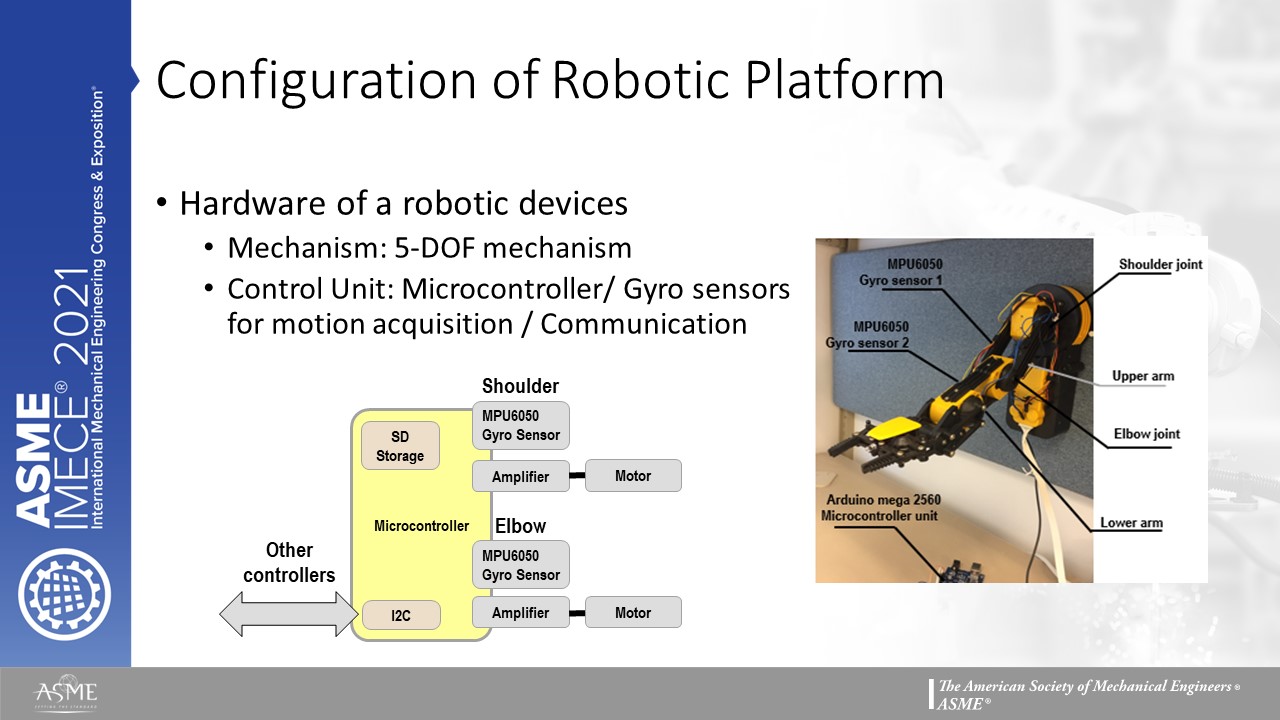 Configuration of Robotic Platform
• Hardware of a robotic devices
• Mechanism: 5-DOF mechanism
• Control Unit: Microcontroller/ Gyro sensors
for motion acquisition / Communication
Shoulder
MPU6050
Gyro Sensor
SD
Storage
Amplifier
Motor
Microcontroller
Elbow
MPU6050
Gyro Sensor
Other
controllers
I2C
Amplifier
Motor
MPU6050
Gyro sensor 1
MPU6050
Gyro sensor 2
Shoulder joint
Upper arm
Elbow joint
Lower arm
Arduino mega 2560
Microcontroller unit
ASME
IMECE® 2021
International Mechanical Engineering Congress & Exposition®
ASME
SETTING THE STANDARD
The American Society of Mechanical Engineers®
ASME®